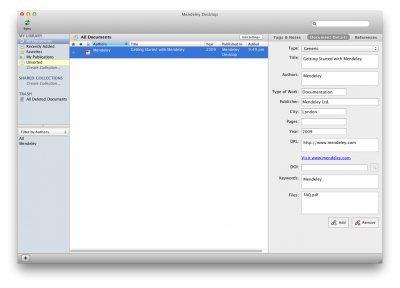 Mendeley Desktop
Sync
MY LIBRARY
All Documents
Recently Added
Favorites
My Publications
Unsorted
Create Collection...
SHARED COLLECTIONS
Create Collection...
TRASH
All Deleted Documents
Filter by Authors
All
Mendeley
All Documents
Edit Settings
Authors Title Year Published In Added
Mendeley Getting Started with Mendeley 2009 Mendeley Desktop
Tags & Notes Document Details References
Type: Generic
Title: Getting Started with Mendeley
Authors: Mendeley
Type of Work: Documentation
Publisher: Mendeley Ltd.
City: London
Pages:
Year: 2009
URL: http://www.mendeley.com
Visit www.mendeley.com
DOI:
Keywords: Mendeley
Files: FAQ.pdf
Add Remove